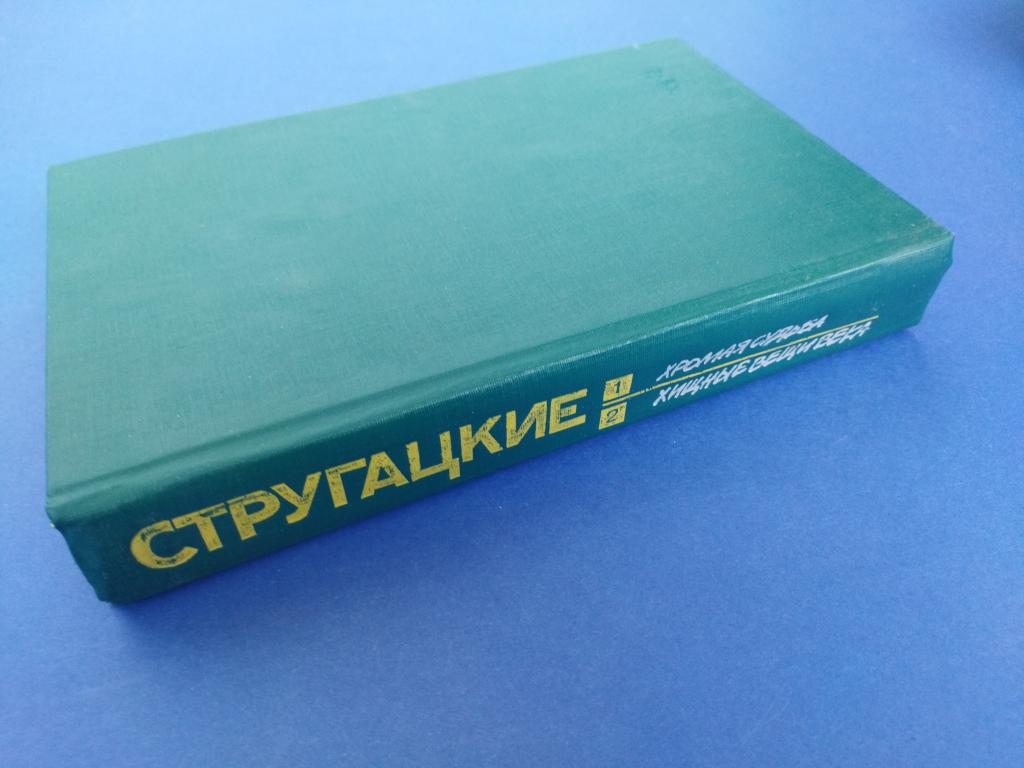 СТРУГАЦКИЕ
1 ХРОМАЯ СУДЬБА
2 ХИЩНЫЕ ВЕЩИ ВЕКА